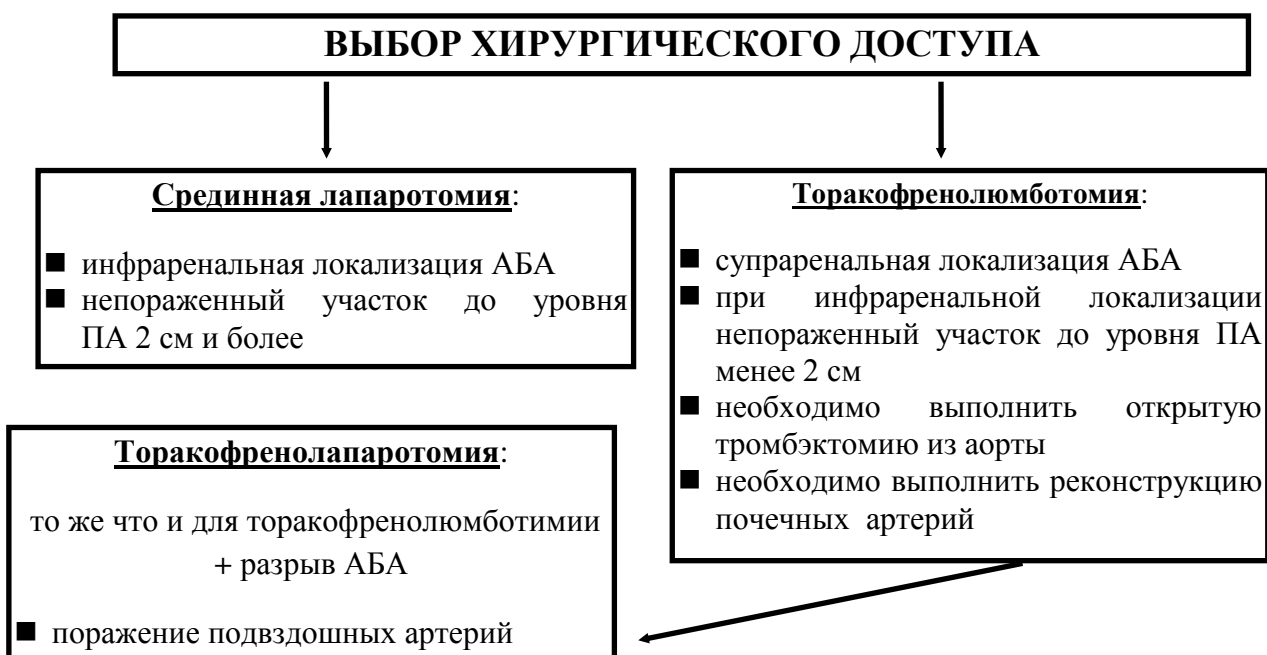 ВЫБОР ХИРУРГИЧЕСКОГО ДОСТУПА
Срединная лапаротомия:
■ инфраренальная локализация АБА
■ непораженный участок до уровня
ПА 2 см и более
Торакофренолюмботомия:
■ супраренальная локализация АБА
■ при инфраренальной локализации
непораженный участок до уровня ПА
менее 2 см
■ необходимо выполнить открытую
тромбэктомию из аорты
■ необходимо выполнить реконструкцию
почечных артерий
Торакофренолапаротомия:
то же что и для торакофренолюмботимии
+ разрыв АБА
■ поражение подвздошных артерий